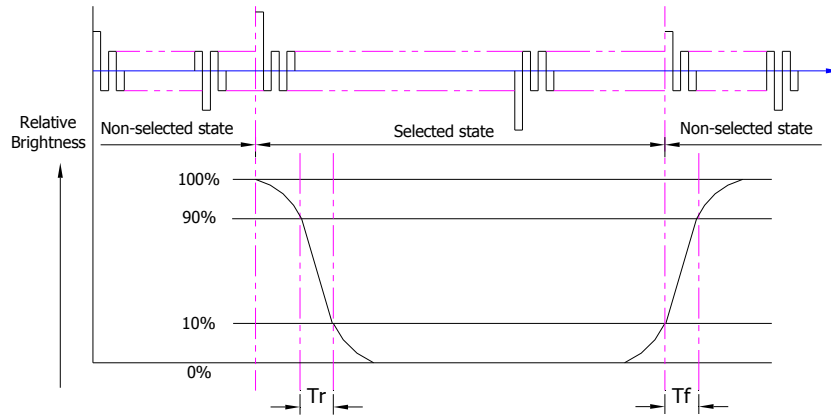 Relative
Brightness
Non-selected state
Selected state
Non-selected state
100%
90%
10%
0%
Tr
Tf